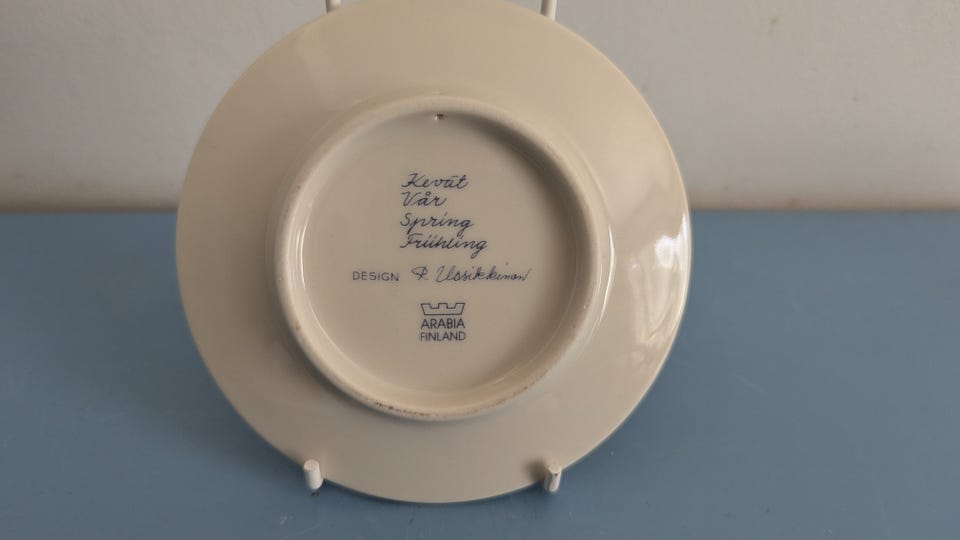 Kevät
Vår
Spring
Frühling
DESIGN R Uosikkinen
ARABIA
FINLAND